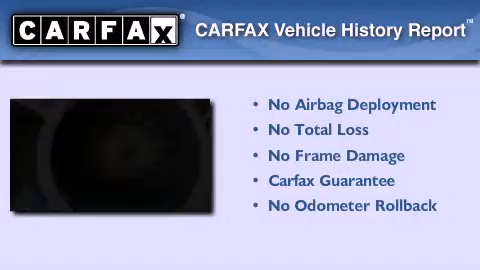 CARFAX® CARFAX Vehicle History Report™
• No Airbag Deployment
• No Total Loss
• No Frame Damage
• Carfax Guarantee
• No Odometer Rollback